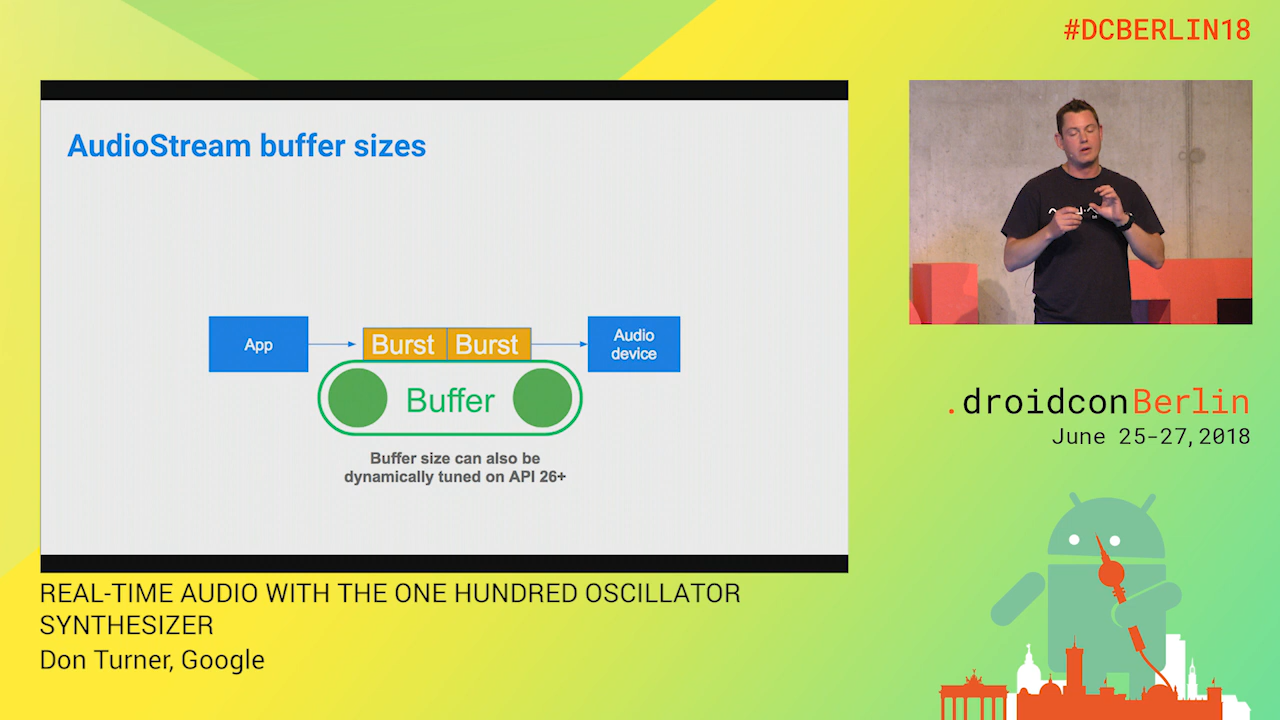 #DCBERLIN18
AudioStream buffer sizes
App
Burst Burst
Audio
device
Buffer
Buffer size can also be
dynamically tuned on API 26+
.droidconBerlin
June 25-27,2018
REAL-TIME AUDIO WITH THE ONE HUNDRED OSCILLATOR
SYNTHESIZER
Don Turner, Google